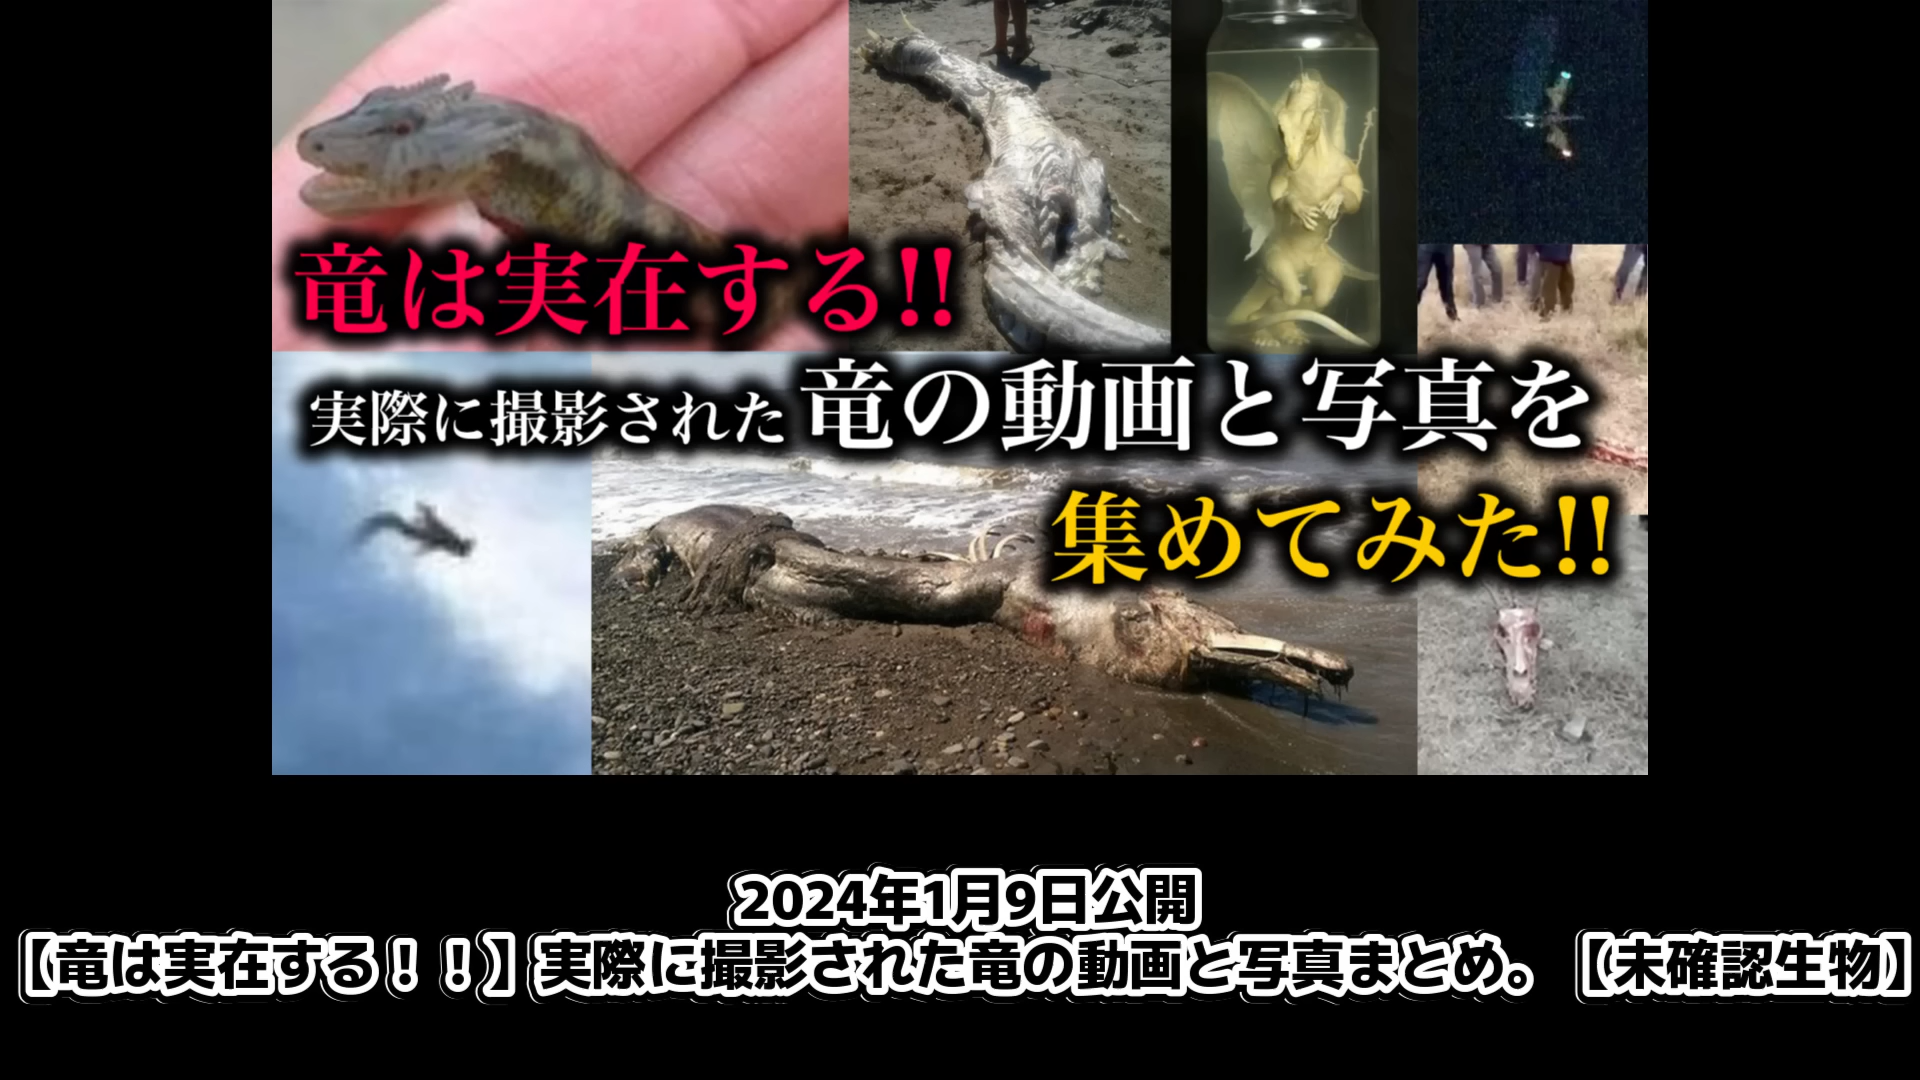 竜は実在する!!
実際に撮影された竜の動画と写真を
集めてみた!!
2024年1月9日公開
【竜は実在する！！】実際に撮影された竜の動画と写真まとめ。【未確認生物】